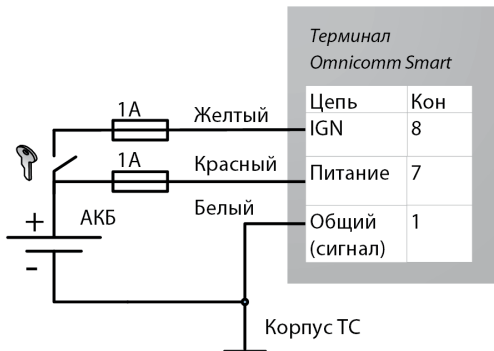 Терминал
Omnicomm Smart
Цепь Кон
1А Желтый IGN 8
1А Красный Питание 7
Белый
+ АКБ Общий 1
(сигнал)
-
Корпус ТС